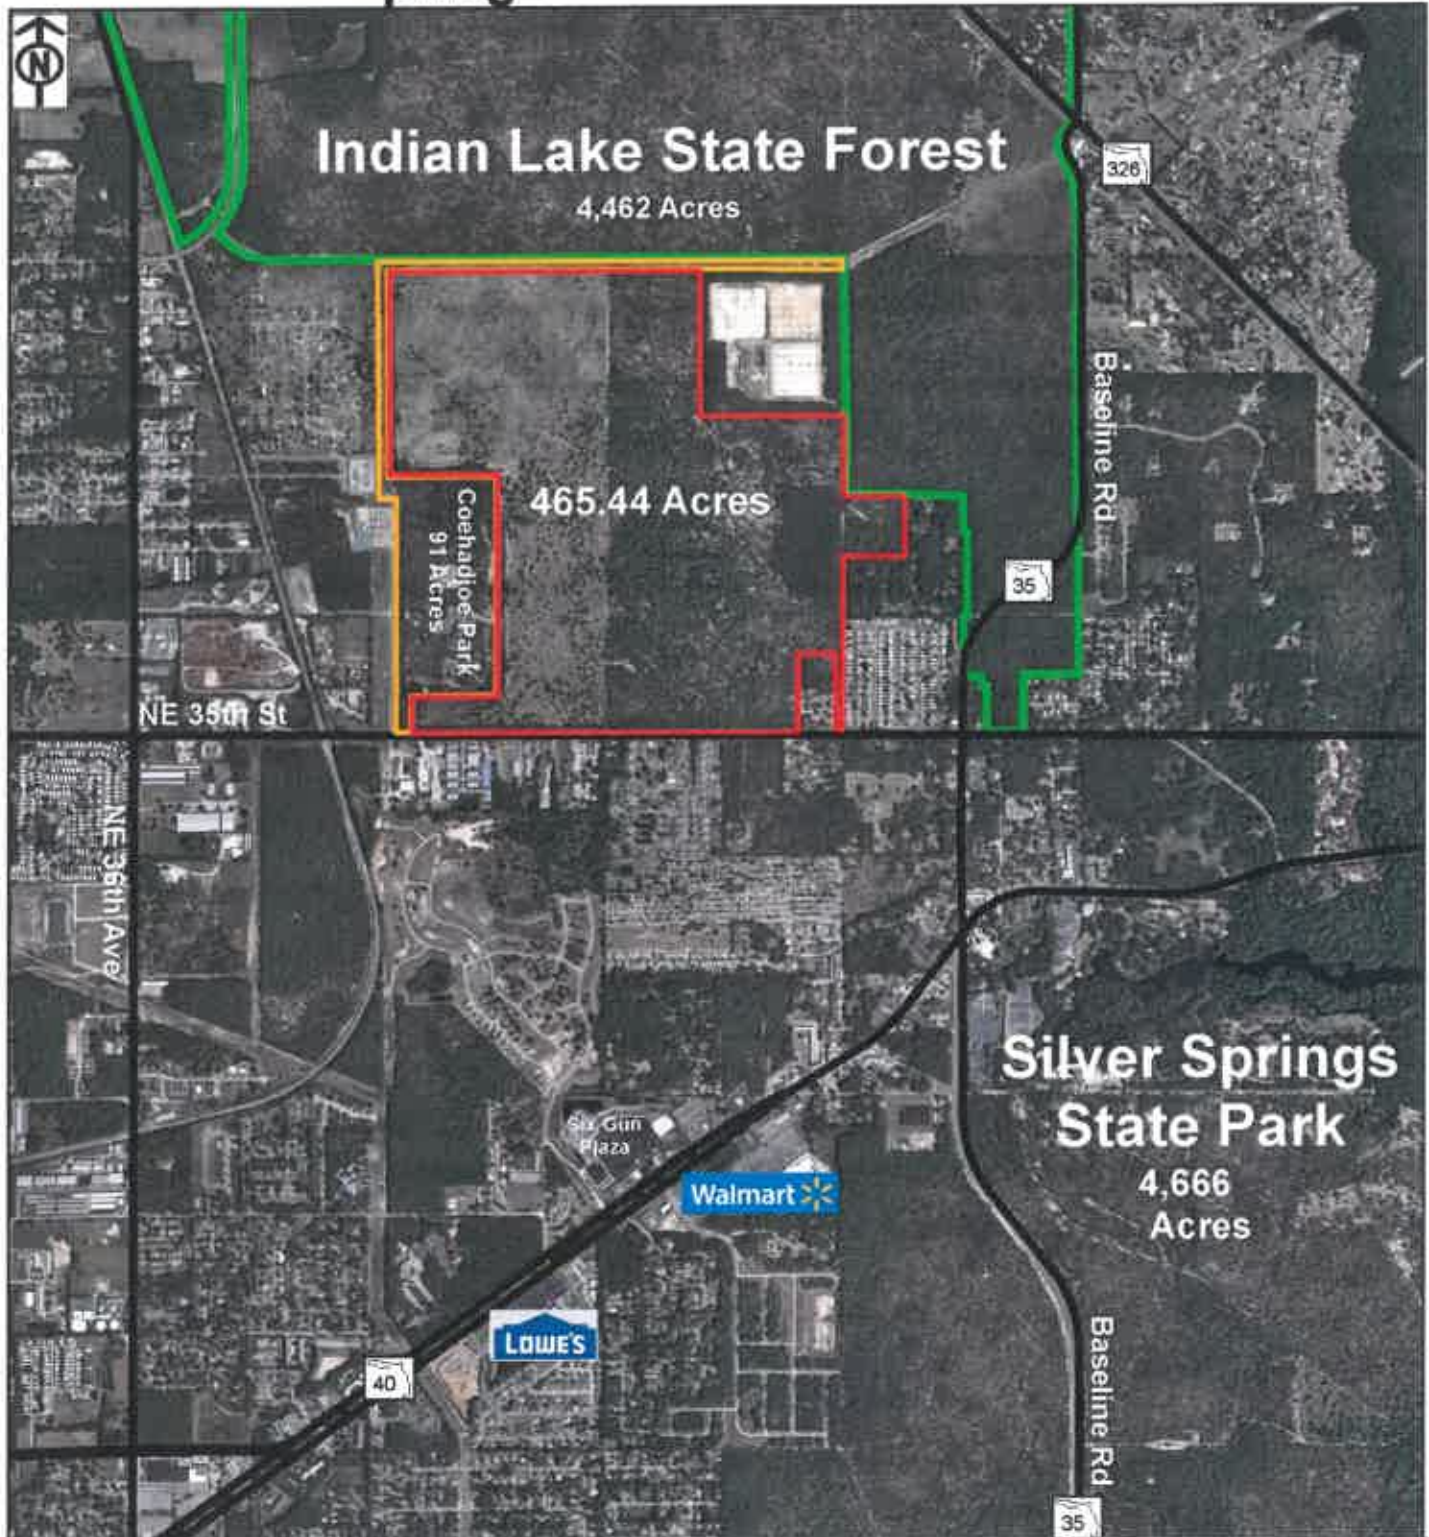 N
Indian Lake State Forest
4,462 Acres
326
Baseline Rd
465.44 Acres
Coehadjoe Park
91 Acres
35
NE 35th St
NE 36th Ave
Silver Springs
State Park
4,666
Acres
Six Gun
Plaza
Walmart
LOWE'S
40
Baseline Rd
35